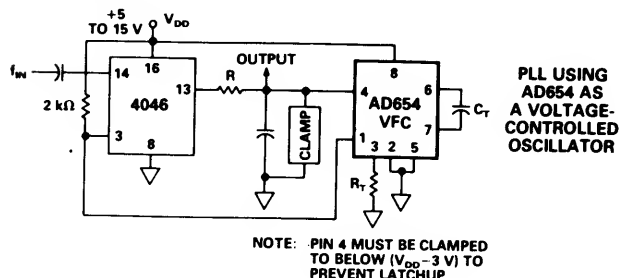 +5
TO 15 V
V_DD
f_IN
2 kΩ
14
16
4046
13
3
8
R
OUTPUT
CLAMP
4
8
AD654
VFC
1
3
2
5
6
7
C_T
R_T
PLL USING
AD654 AS
A VOLTAGE-
CONTROLLED
OSCILLATOR
NOTE: PIN 4 MUST BE CLAMPED
TO BELOW (V_DD–3 V) TO
PREVENT LATCHUP